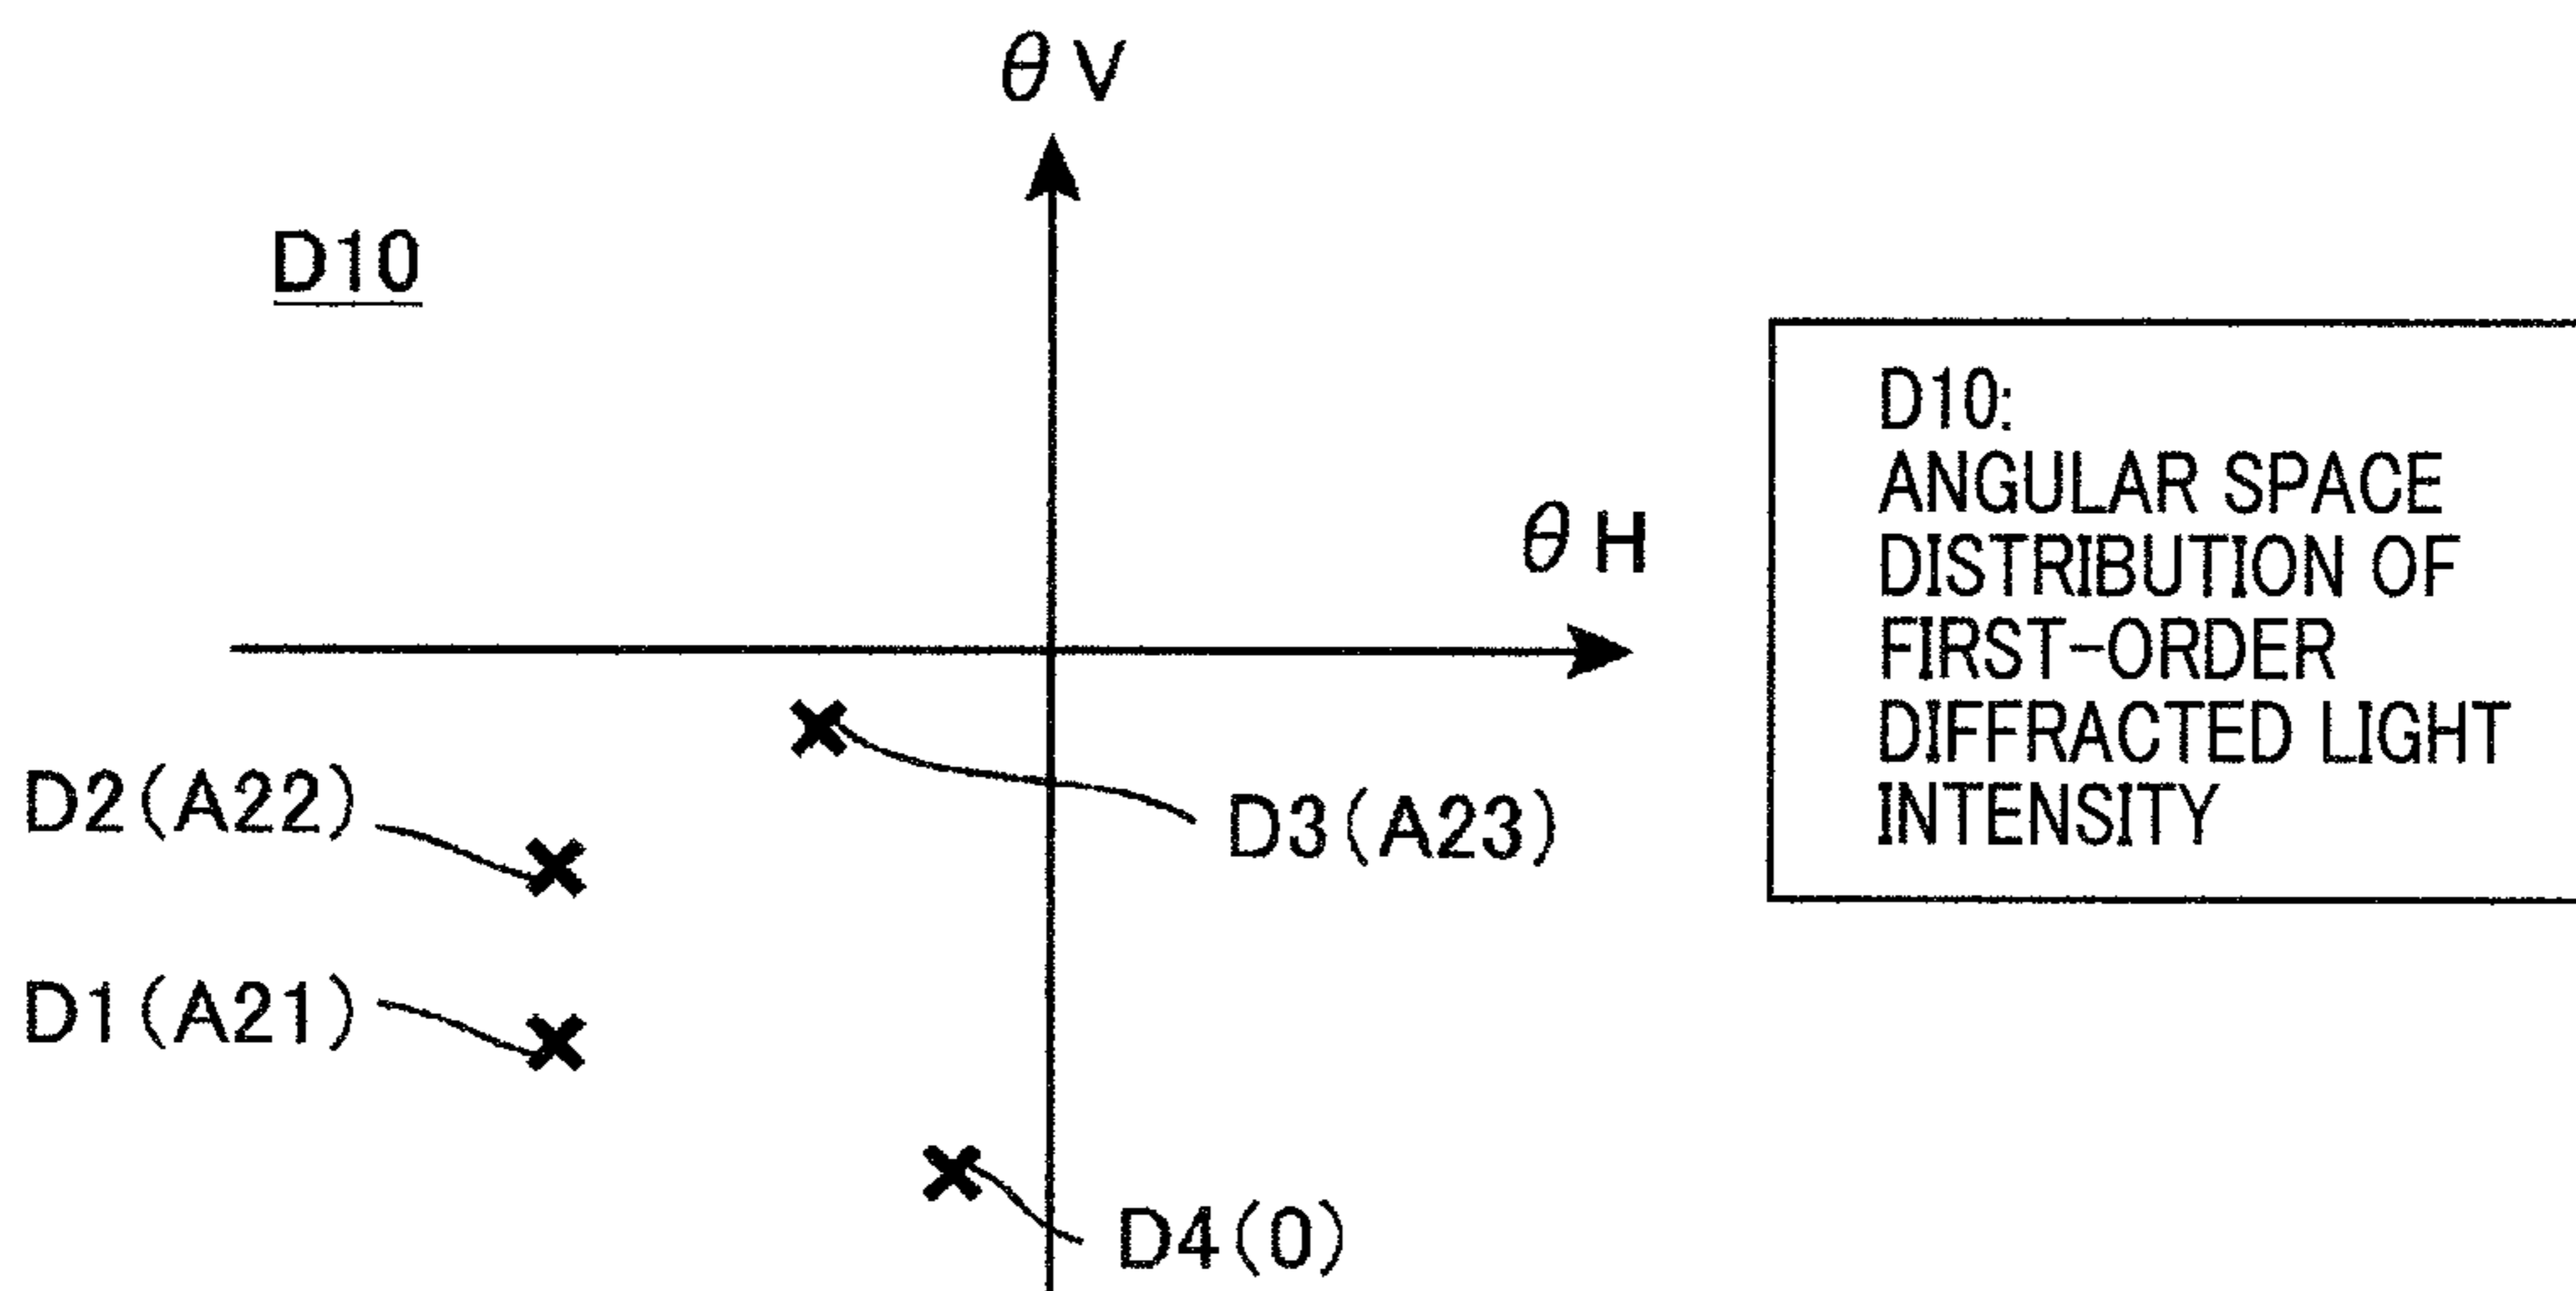 θV
D10
θH
D10:
ANGULAR SPACE
DISTRIBUTION OF
FIRST-ORDER
DIFFRACTED LIGHT
INTENSITY
D2(A22)
D3(A23)
D1(A21)
D4(0)